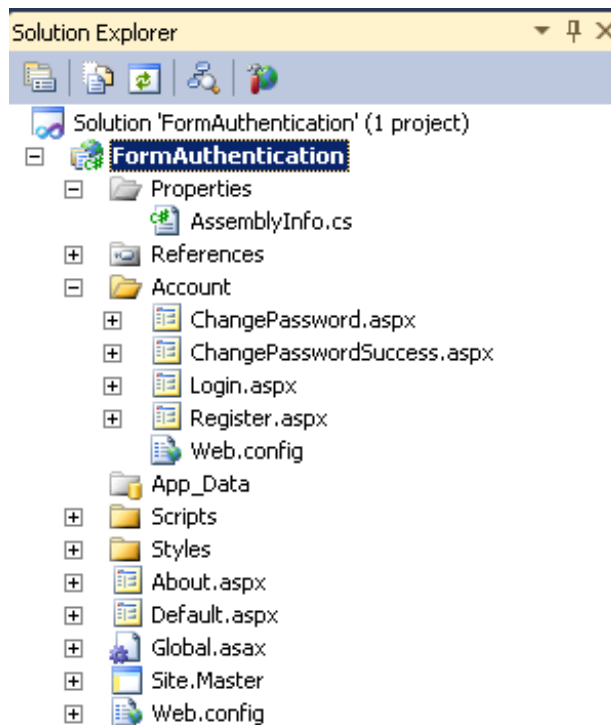 Solution Explorer
Solution 'FormAuthentication' (1 project)
FormAuthentication
Properties
AssemblyInfo.cs
References
Account
ChangePassword.aspx
ChangePasswordSuccess.aspx
Login.aspx
Register.aspx
Web.config
App_Data
Scripts
Styles
About.aspx
Default.aspx
Global.asax
Site.Master
Web.config